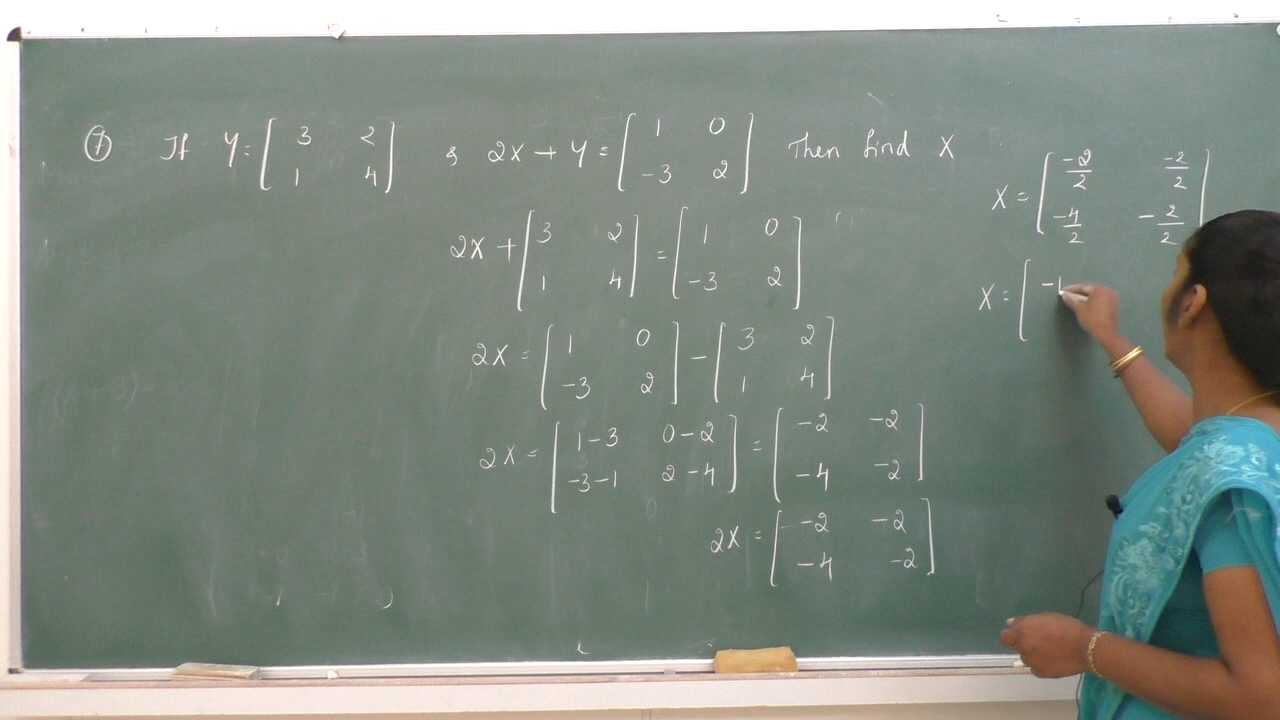 ⑦ If Y = [ 3 2 ; 1 4 ] & 2X + Y = [ 1 0 ; -3 2 ] Then find X
2X + [ 3 2 ; 1 4 ] = [ 1 0 ; -3 2 ]
2X = [ 1 0 ; -3 2 ] - [ 3 2 ; 1 4 ]
2X = [ 1-3 0-2 ; -3-1 2-4 ] = [ -2 -2 ; -4 -2 ]
2X = [ -2 -2 ; -4 -2 ]
X = [ -2/2 -2/2 ; -4/2 -2/2 ]
X = [ -1